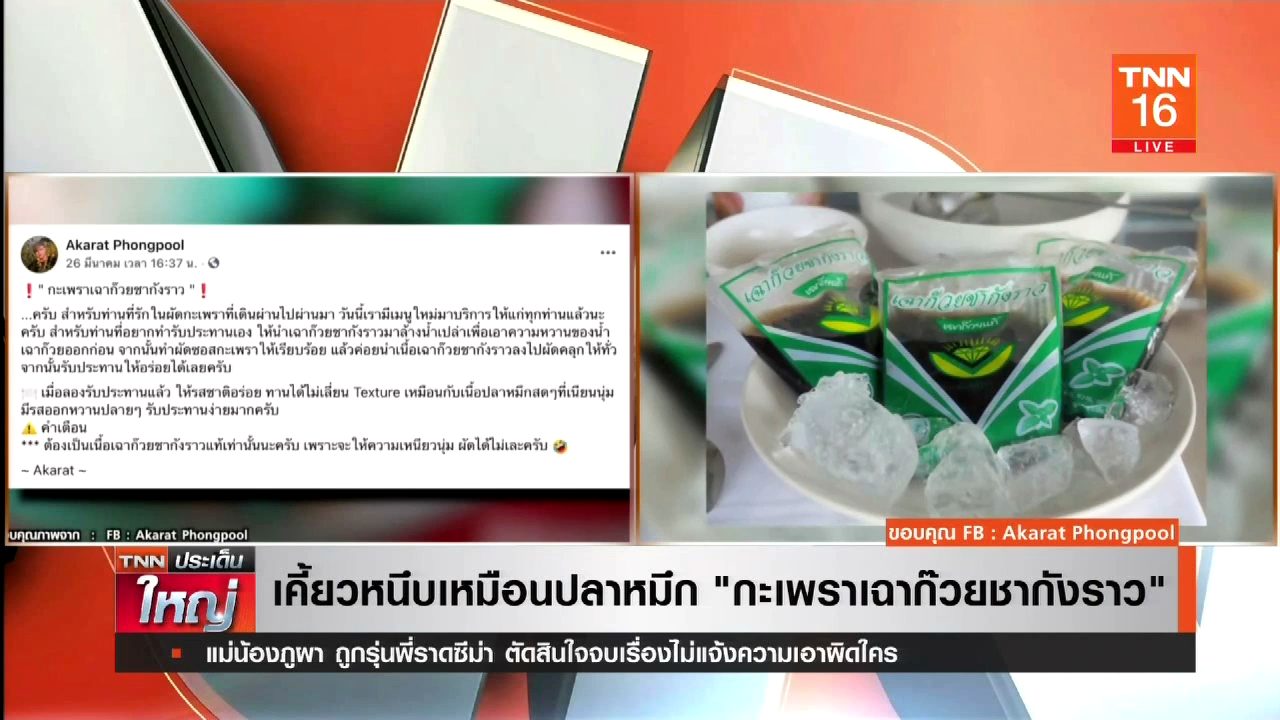 TNN
16
LIVE
Akarat Phongpool
26 มีนาคม เวลา 16:37 น. ·
❗" กะเพราเฉาก๊วยชากังราว "❗
...ครับ สำหรับท่านที่รักในผัดกะเพราที่เดินผ่านไปผ่านมา วันนี้เรามีเมนูใหม่มาบริการให้แก่ทุกท่านแล้วนะ
ครับ สำหรับท่านที่อยากทำรับประทานเอง ให้นำเฉาก๊วยชากังราวมาล้างน้ำเปล่าเพื่อเอาความหวานของน้ำ
เฉาก๊วยออกก่อน จากนั้นทำผัดซอสกะเพราให้เรียบร้อย แล้วค่อยนำเนื้อเฉาก๊วยชากังราวลงไปผัดคลุกให้ทั่ว
จากนั้นรับประทานให้อร่อยได้เลยครับ
🍽 เมื่อลองรับประทานแล้ว ให้รสชาติอร่อย ทานได้ไม่เลี่ยน Texture เหมือนกับเนื้อปลาหมึกสดๆที่เนียนนุ่ม
มีรสออกหวานปลายๆ รับประทานง่ายมากครับ
⚠️ คำเตือน
*** ต้องเป็นเนื้อเฉาก๊วยชากังราวแท้เท่านั้นนะครับ เพราะจะให้ความเหนียวนุ่ม ผัดได้ไม่เละครับ 🤣
~ Akarat ~
เฉาก๊วยชากังราว
เฉาก๊วยชากังราว
เฉาก๊วยชากังราว
บคุณภาพจาก : FB : Akarat Phongpool
ขอบคุณ FB : Akarat Phongpool
TNN ประเด็น
ใหญ่
เคี้ยวหนึบเหมือนปลาหมึก "กะเพราเฉาก๊วยชากังราว"
แม่น้องภูผา ถูกรุ่นพี่ราดซีม่า ตัดสินใจจบเรื่องไม่แจ้งความเอาผิดใคร